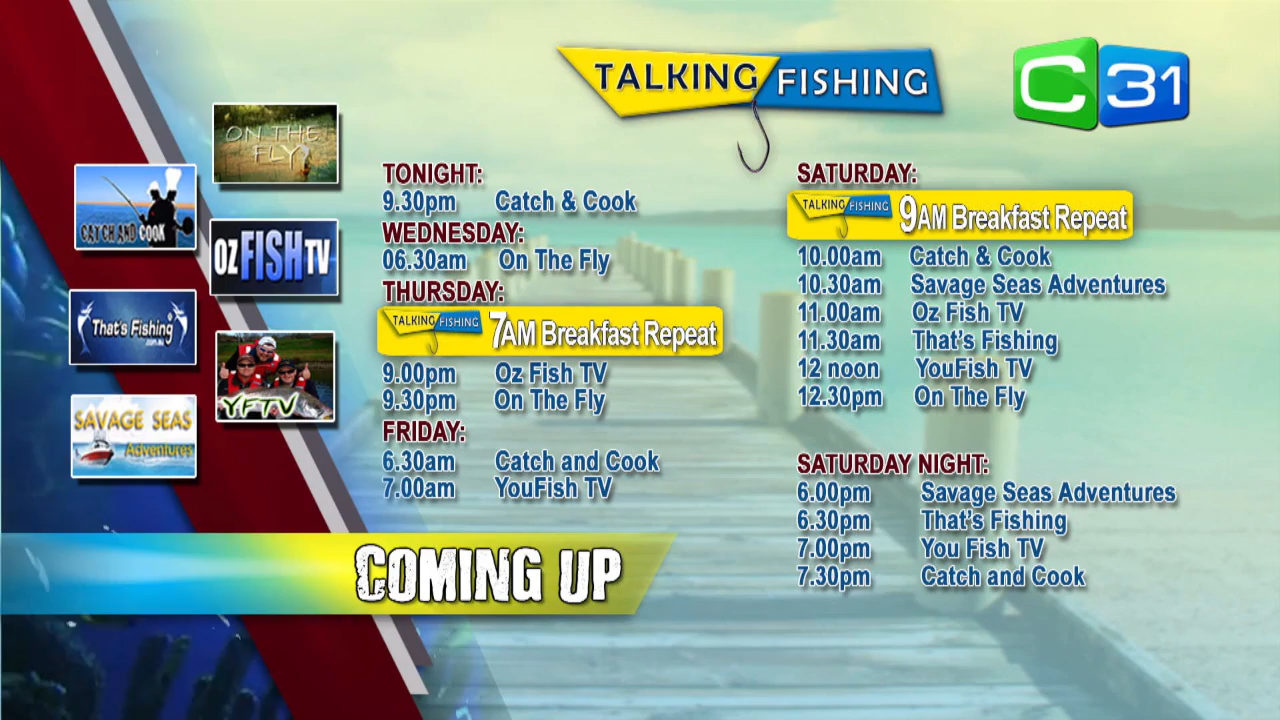 TALKING FISHING
C 31
ON THE
FLY
CATCH AND COOK
OZ FISH TV
That's Fishing
.com.au
YFTV
SAVAGE SEAS
Adventures
TONIGHT:
9.30pm Catch & Cook
WEDNESDAY:
06.30am On The Fly
THURSDAY:
TALKING FISHING 7AM Breakfast Repeat
9.00pm Oz Fish TV
9.30pm On The Fly
FRIDAY:
6.30am Catch and Cook
7.00am YouFish TV
SATURDAY:
TALKING FISHING 9AM Breakfast Repeat
10.00am Catch & Cook
10.30am Savage Seas Adventures
11.00am Oz Fish TV
11.30am That's Fishing
12 noon YouFish TV
12.30pm On The Fly
SATURDAY NIGHT:
6.00pm Savage Seas Adventures
6.30pm That's Fishing
7.00pm You Fish TV
7.30pm Catch and Cook
COMING UP